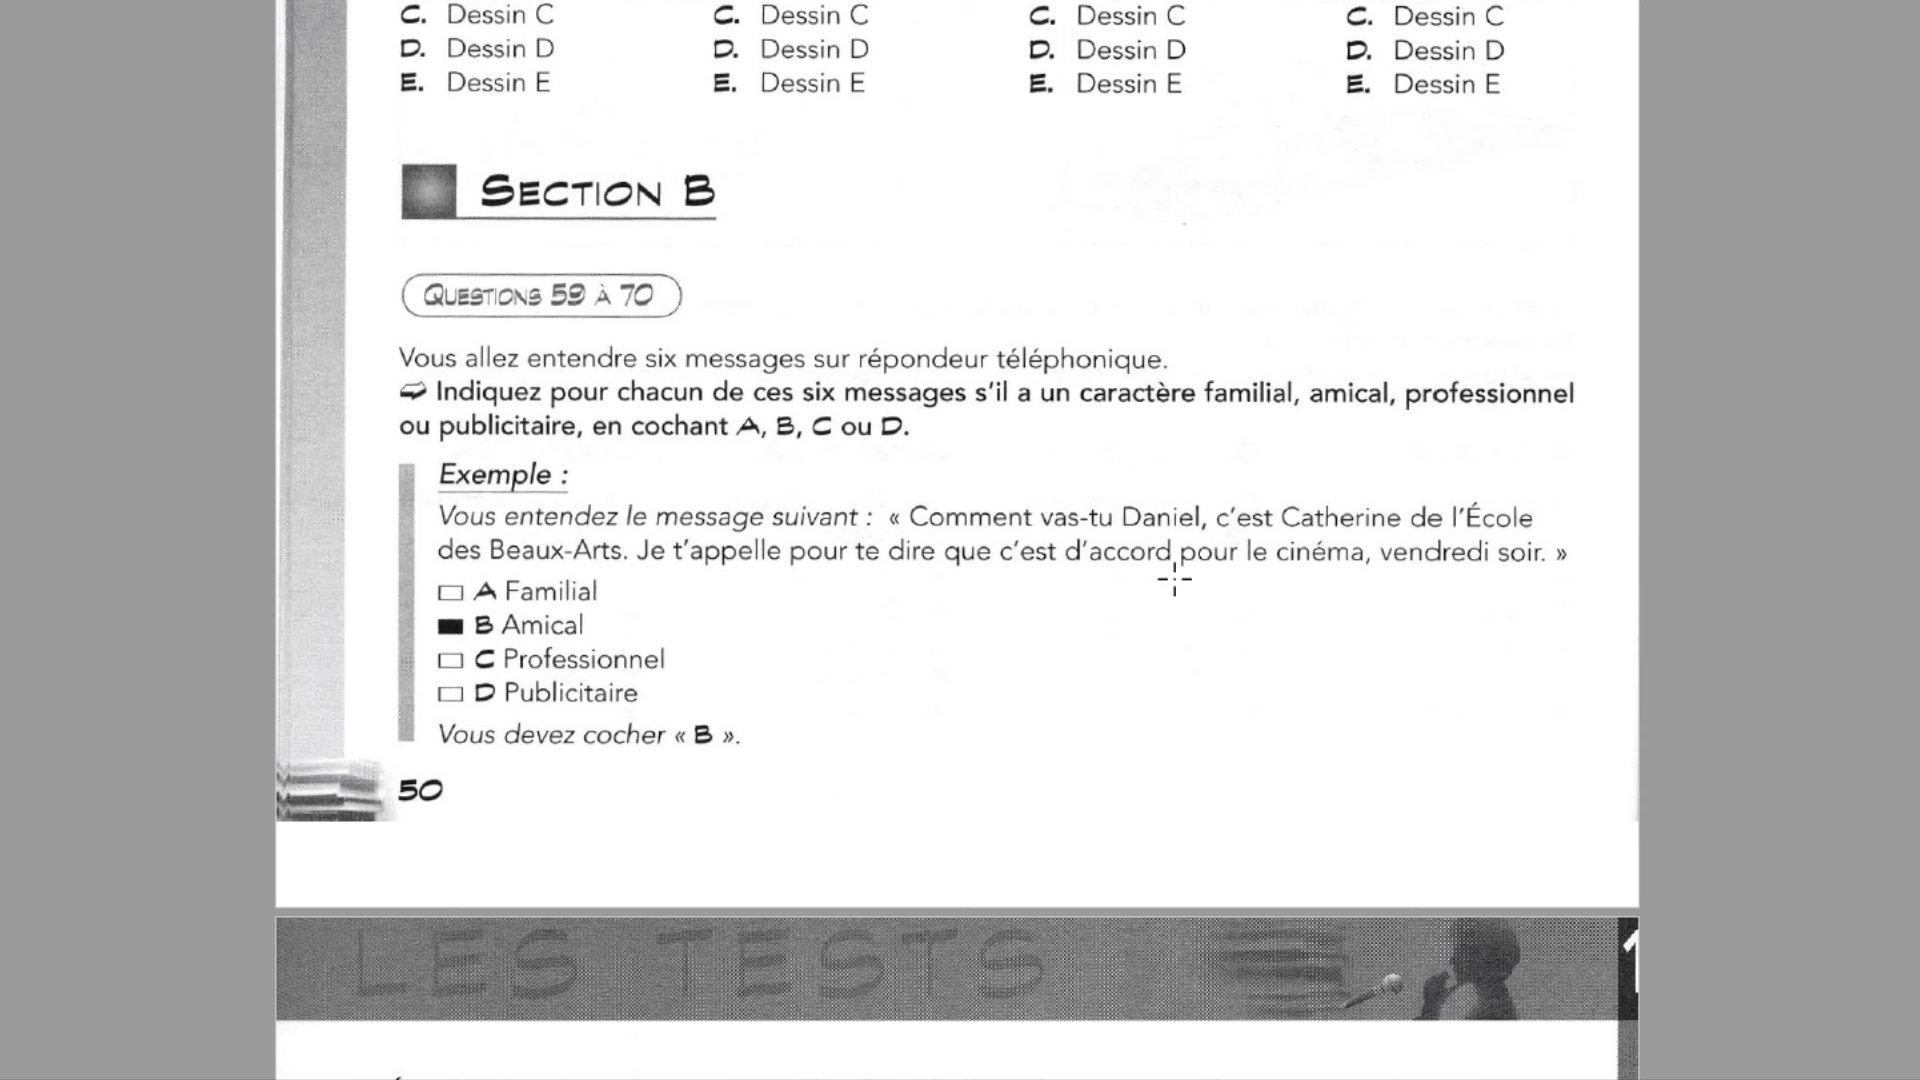 C. Dessin C C. Dessin C C. Dessin C C. Dessin C
D. Dessin D D. Dessin D D. Dessin D D. Dessin D
E. Dessin E E. Dessin E E. Dessin E E. Dessin E
SECTION B
QUESTIONS 59 À 70
Vous allez entendre six messages sur répondeur téléphonique.
➫ Indiquez pour chacun de ces six messages s'il a un caractère familial, amical, professionnel
ou publicitaire, en cochant A, B, C ou D.
Exemple :
Vous entendez le message suivant : « Comment vas-tu Daniel, c'est Catherine de l'École
des Beaux-Arts. Je t'appelle pour te dire que c'est d'accord pour le cinéma, vendredi soir. »
☐ A Familial
■ B Amical
☐ C Professionnel
☐ D Publicitaire
Vous devez cocher « B ».
50
LES TESTS
1